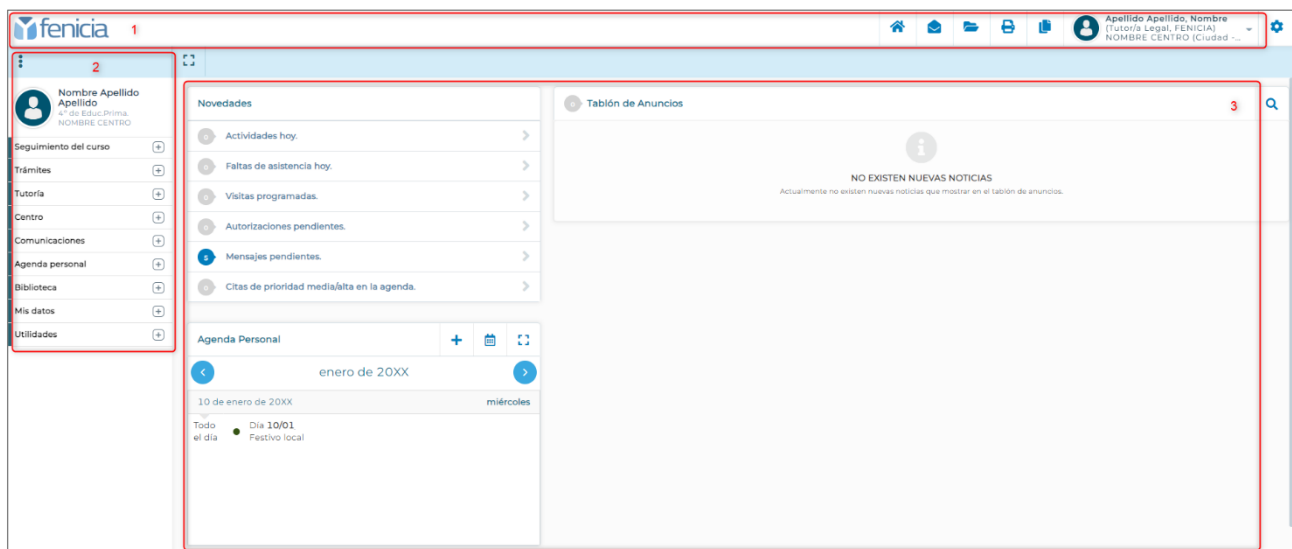 fenicia
1
Apellido Apellido, Nombre
(Tutor/a Legal, FENICIA)
NOMBRE CENTRO (Ciudad -...
2
Nombre Apellido
Apellido
4º de Educ.Prima.
NOMBRE CENTRO
Seguimiento del curso
Trámites
Tutoría
Centro
Comunicaciones
Agenda personal
Biblioteca
Mis datos
Utilidades
Novedades
0 Actividades hoy.
0 Faltas de asistencia hoy.
0 Visitas programadas.
0 Autorizaciones pendientes.
5 Mensajes pendientes.
0 Citas de prioridad media/alta en la agenda.
Agenda Personal
enero de 20XX
10 de enero de 20XX miércoles
Todo Día 10/01
el día Festivo local
0 Tablón de Anuncios
3
NO EXISTEN NUEVAS NOTICIAS
Actualmente no existen nuevas noticias que mostrar en el tablón de anuncios.